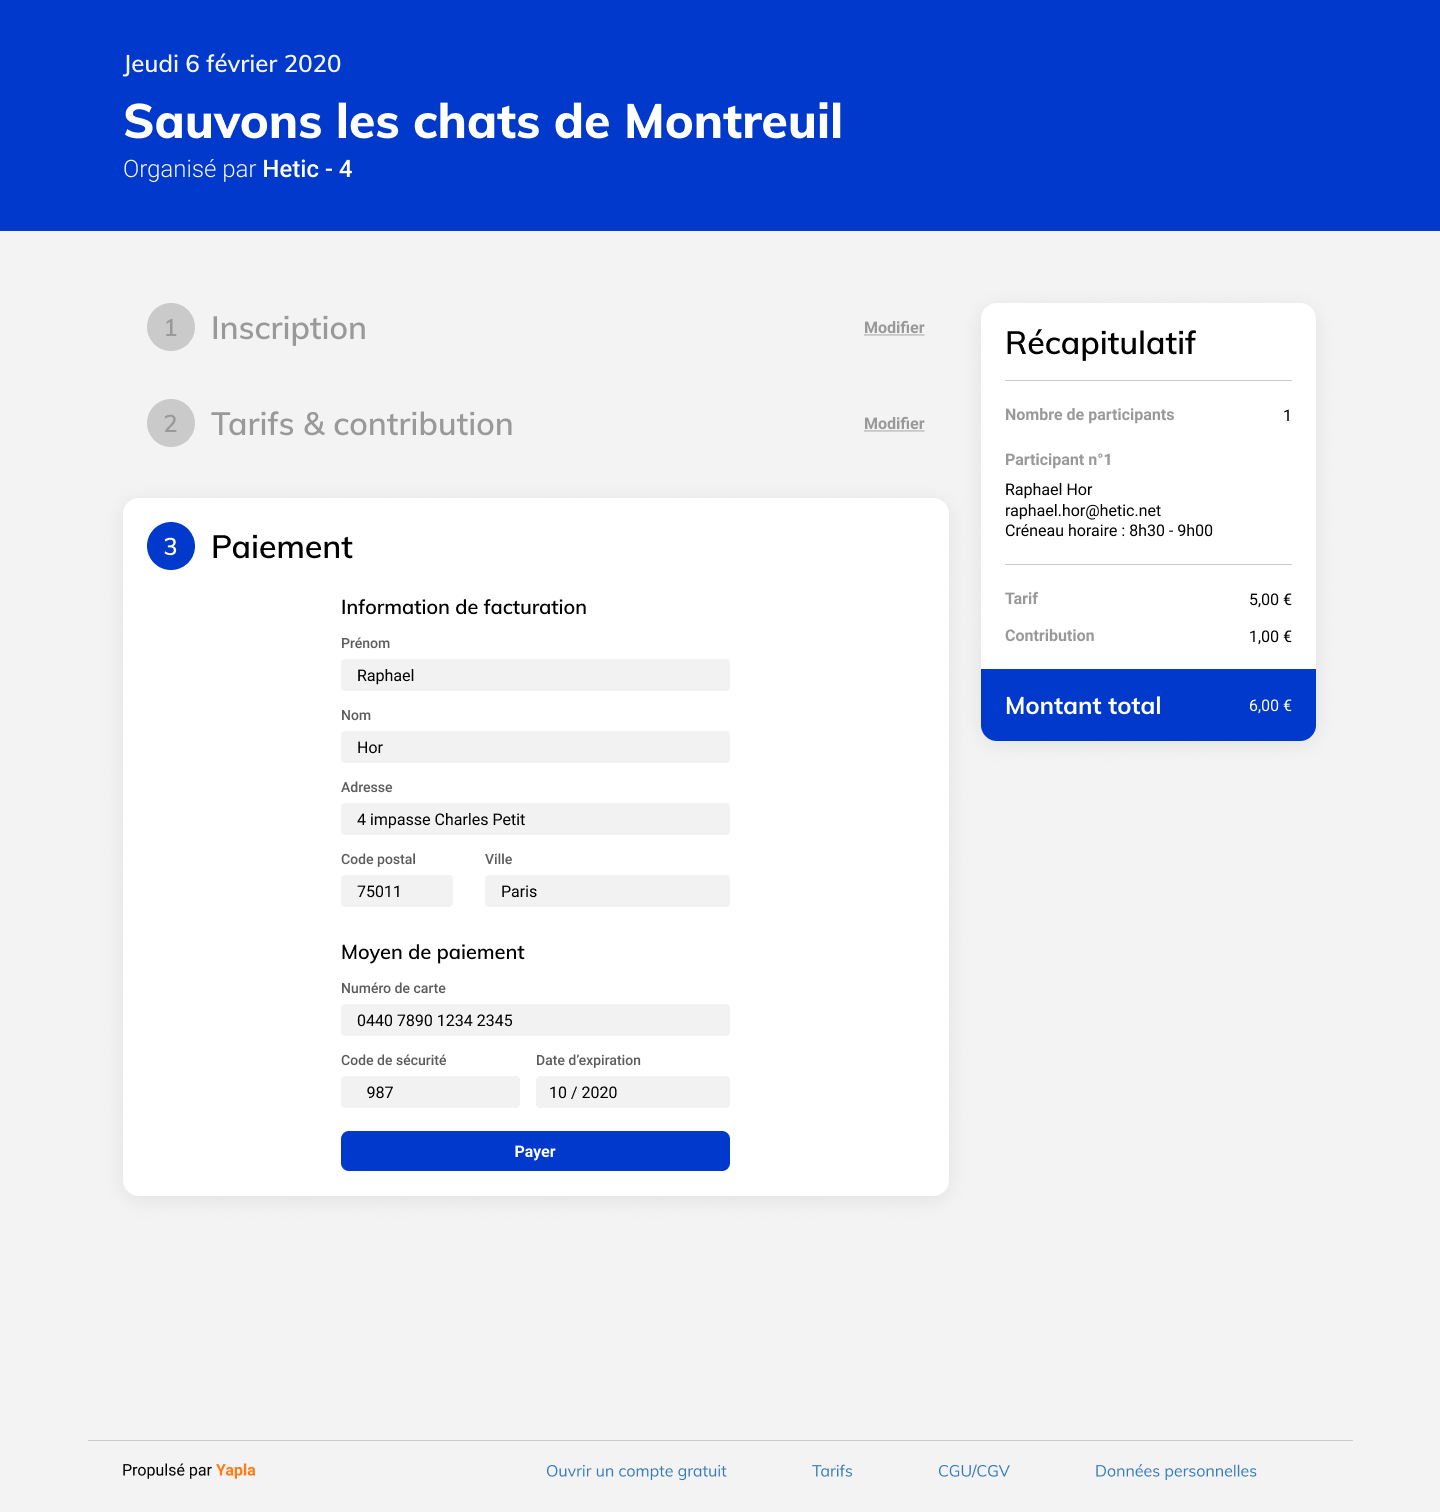 Jeudi 6 février 2020
Sauvons les chats de Montreuil
Organisé par Hetic - 4
1 Inscription Modifier
2 Tarifs & contribution Modifier
3 Paiement
Information de facturation
Prénom
Raphael
Nom
Hor
Adresse
4 impasse Charles Petit
Code postal Ville
75011 Paris
Moyen de paiement
Numéro de carte
0440 7890 1234 2345
Code de sécurité Date d’expiration
987 10 / 2020
Payer
Récapitulatif
Nombre de participants 1
Participant n°1
Raphael Hor
raphael.hor@hetic.net
Créneau horaire : 8h30 - 9h00
Tarif 5,00 €
Contribution 1,00 €
Montant total 6,00 €
Propulsé par Yapla Ouvrir un compte gratuit Tarifs CGU/CGV Données personnelles